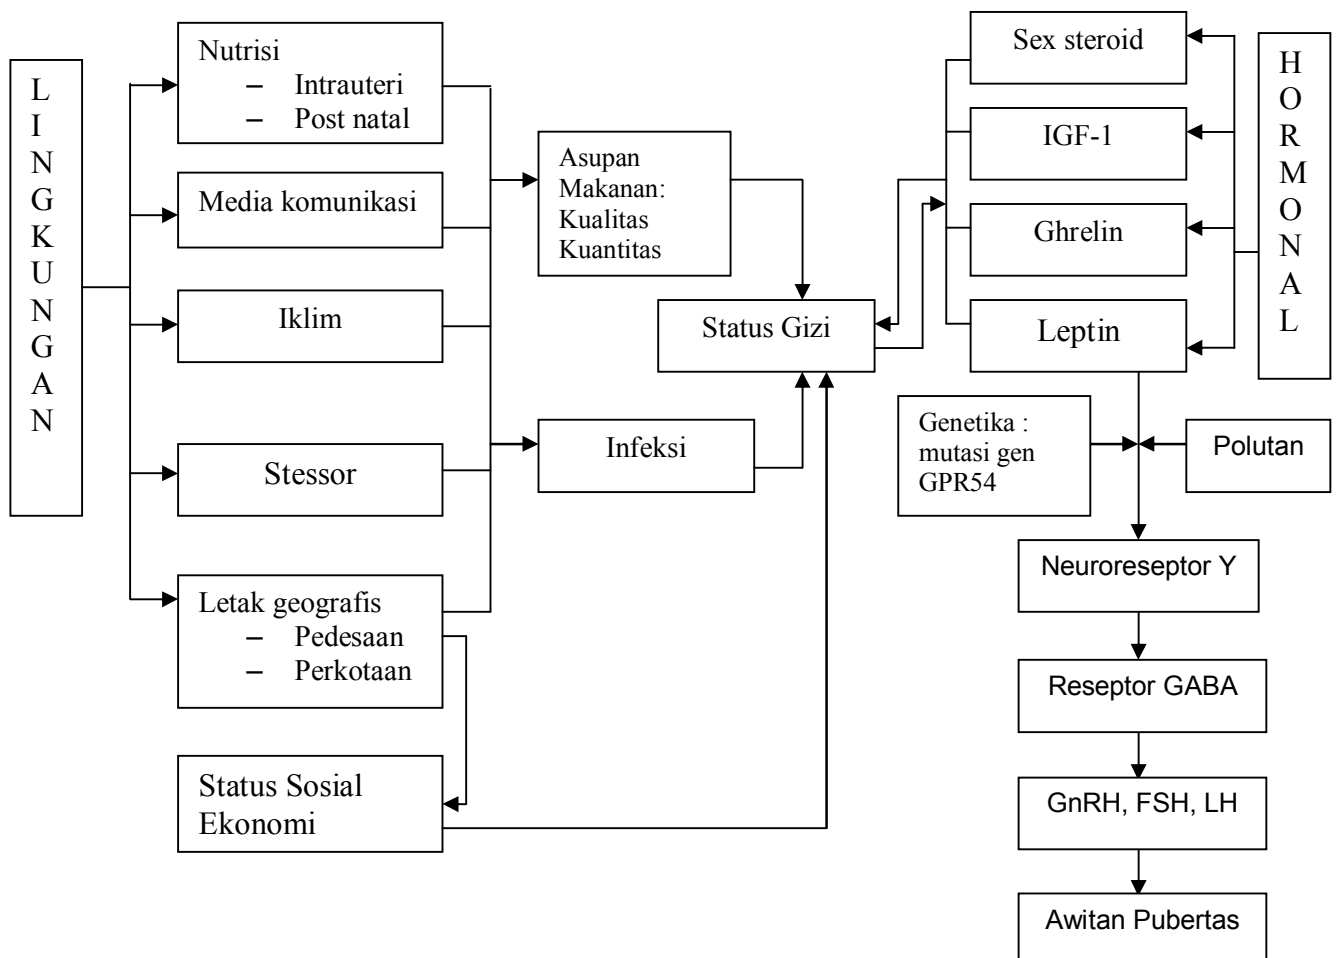 LINGKUNGAN
Nutrisi
– Intrauteri
– Post natal
Media komunikasi
Iklim
Stessor
Letak geografis
– Pedesaan
– Perkotaan
Status Sosial
Ekonomi
Asupan
Makanan:
Kualitas
Kuantitas
Infeksi
Status Gizi
Sex steroid
IGF-1
Ghrelin
Leptin
HORMONAL
Genetika :
mutasi gen
GPR54
Polutan
Neuroreseptor Y
Reseptor GABA
GnRH, FSH, LH
Awitan Pubertas